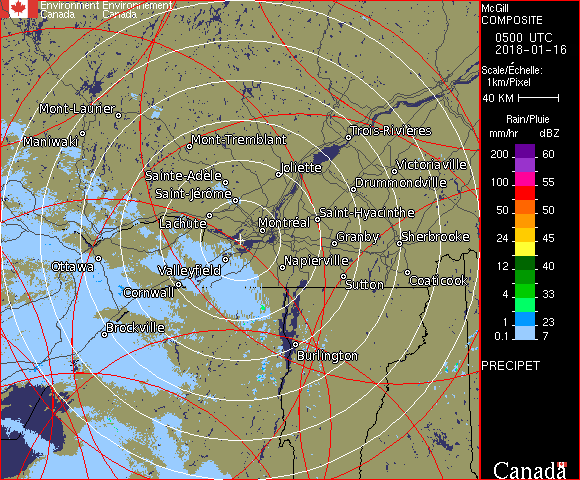 Environment Environnement
Canada Canada
McGill
COMPOSITE
0500 UTC
2018-01-16
Scale/Échelle:
1km/Pixel
40 KM
Rain/Pluie
mm/hr dBZ
200 60
100 55
50 50
24 45
12 40
4 33
1 23
0.1 7
PRECIPET
Canada
Mont-Laurier
Maniwaki
Mont-Tremblant
Trois-Rivières
Joliette
Victoriaville
Sainte-Adèle
Drummondville
Saint-Jérôme
Lachute
Saint-Hyacinthe
Montréal
Granby
Sherbrooke
Ottawa
Valleyfield
Napierville
Sutton
Coaticook
Cornwall
Brockville
Burlington